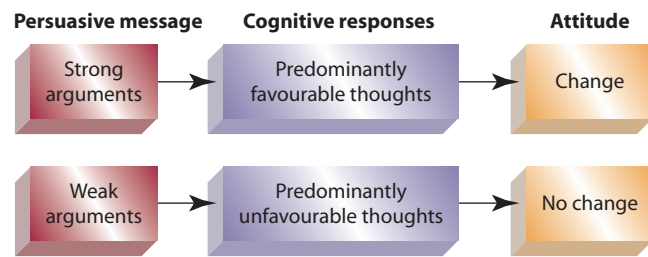 Persuasive message Cognitive responses Attitude
Strong
arguments
Predominantly
favourable thoughts
Change
Weak
arguments
Predominantly
unfavourable thoughts
No change